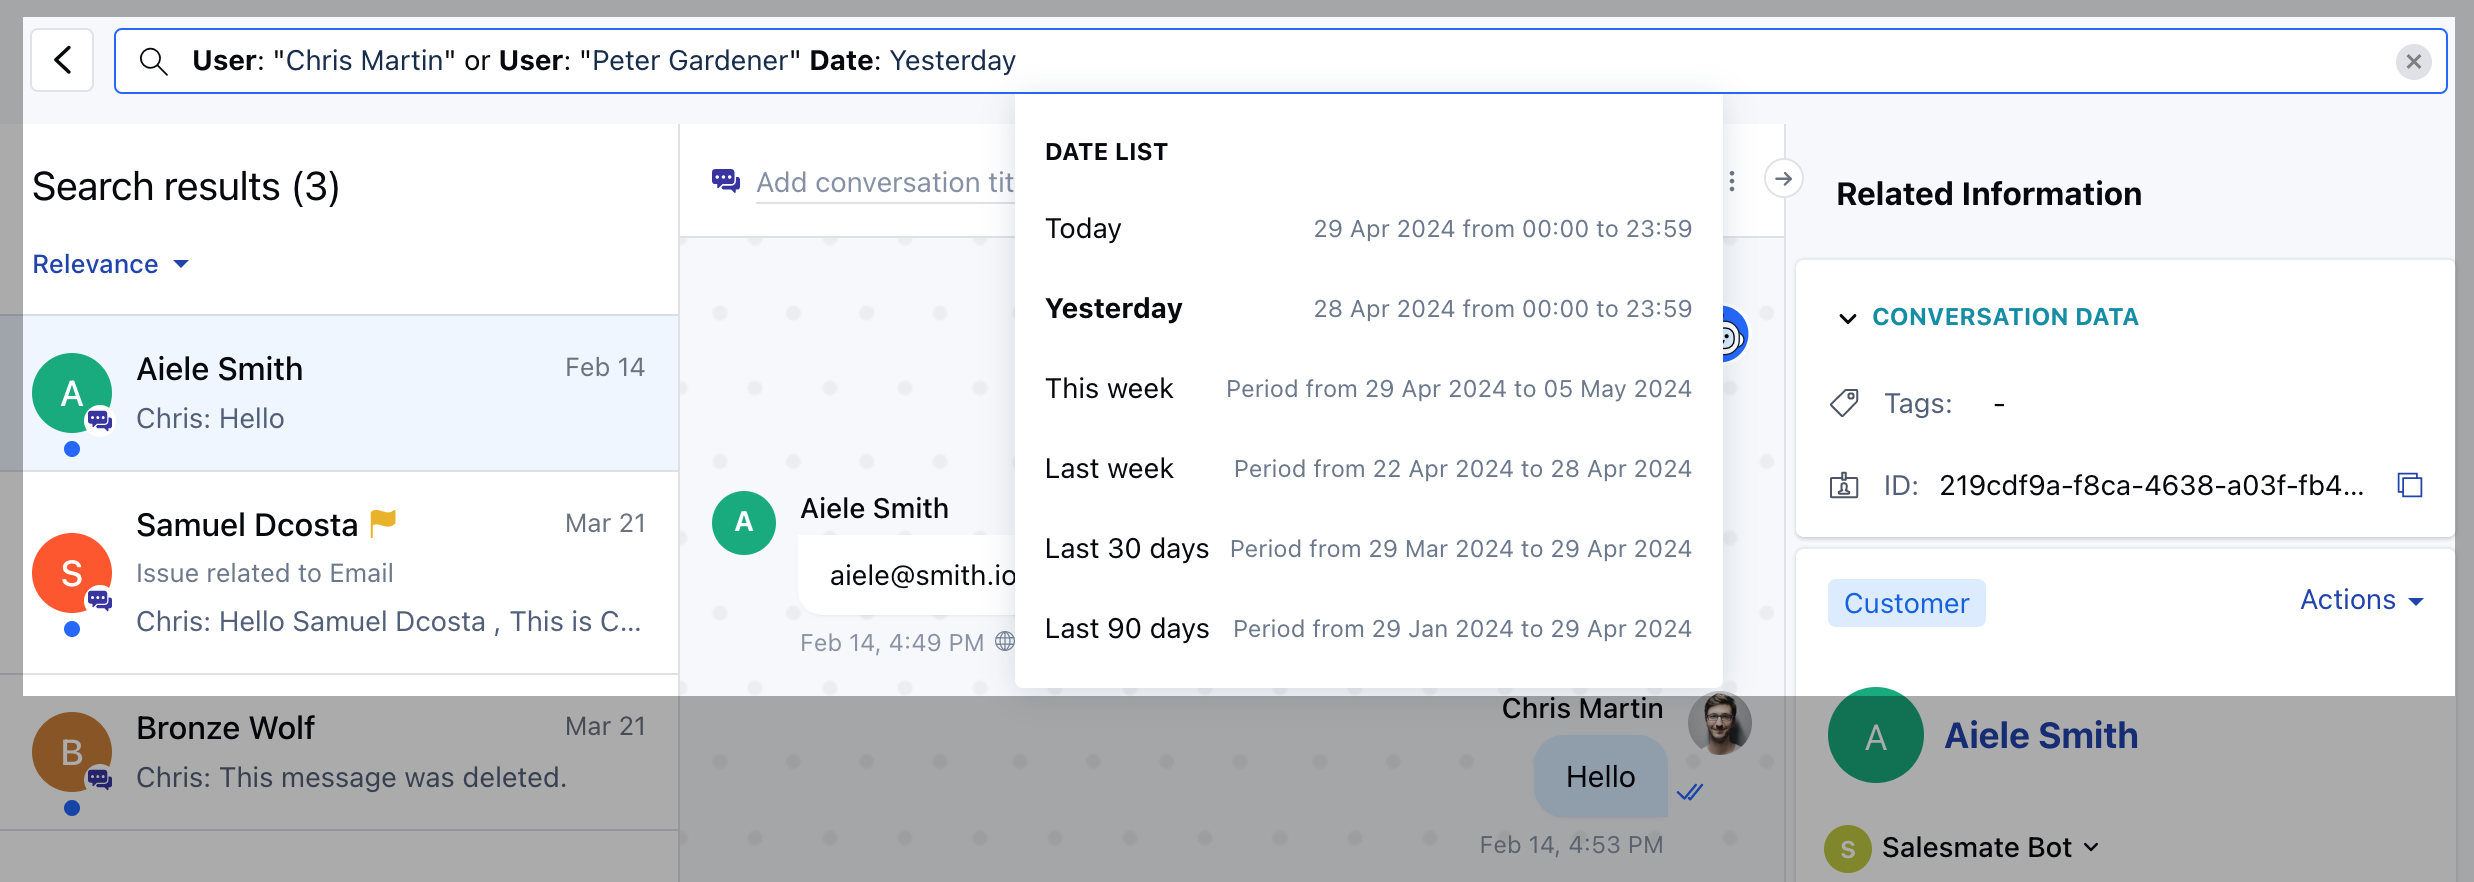 User: "Chris Martin" or User: "Peter Gardener" Date: Yesterday
Search results (3)
Relevance
A
Aiele Smith
Feb 14
Chris: Hello
S
Samuel Dcosta
Mar 21
Issue related to Email
Chris: Hello Samuel Dcosta , This is C...
B
Bronze Wolf
Mar 21
Chris: This message was deleted.
Add conversation tit
A
Aiele Smith
aiele@smith.io
Feb 14, 4:49 PM
DATE LIST
Today 29 Apr 2024 from 00:00 to 23:59
Yesterday 28 Apr 2024 from 00:00 to 23:59
This week Period from 29 Apr 2024 to 05 May 2024
Last week Period from 22 Apr 2024 to 28 Apr 2024
Last 30 days Period from 29 Mar 2024 to 29 Apr 2024
Last 90 days Period from 29 Jan 2024 to 29 Apr 2024
Chris Martin
Hello
Feb 14, 4:53 PM
Related Information
CONVERSATION DATA
Tags: -
ID: 219cdf9a-f8ca-4638-a03f-fb4...
Customer
Actions
A
Aiele Smith
S
Salesmate Bot